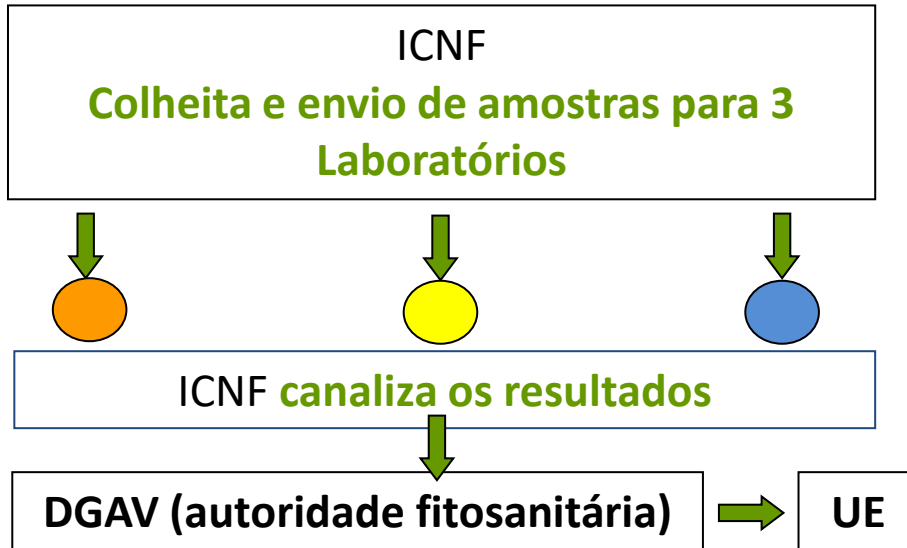 ICNF
Colheita e envio de amostras para 3
Laboratórios
ICNF canaliza os resultados
DGAV (autoridade fitosanitária)
UE